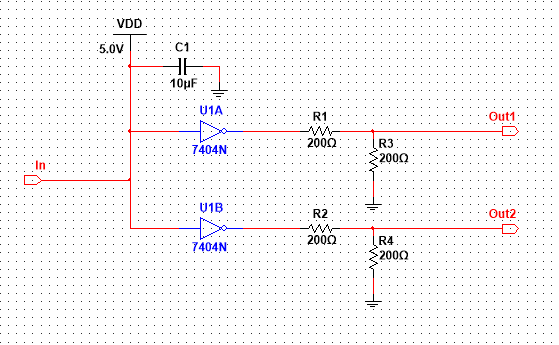 VDD
5.0V
C1
10µF
U1A
7404N
R1
200Ω
Out1
R3
200Ω
In
U1B
7404N
R2
200Ω
Out2
R4
200Ω